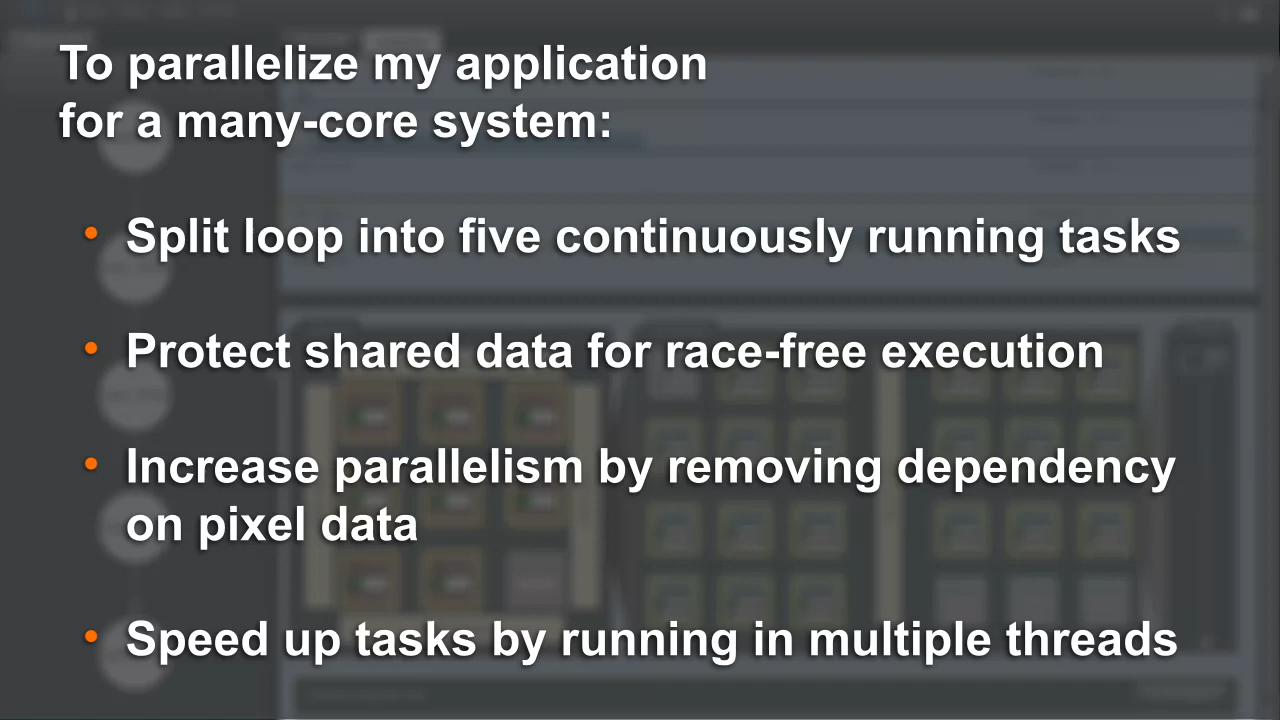 To parallelize my application
for a many-core system:
• Split loop into five continuously running tasks
• Protect shared data for race-free execution
• Increase parallelism by removing dependency
on pixel data
• Speed up tasks by running in multiple threads